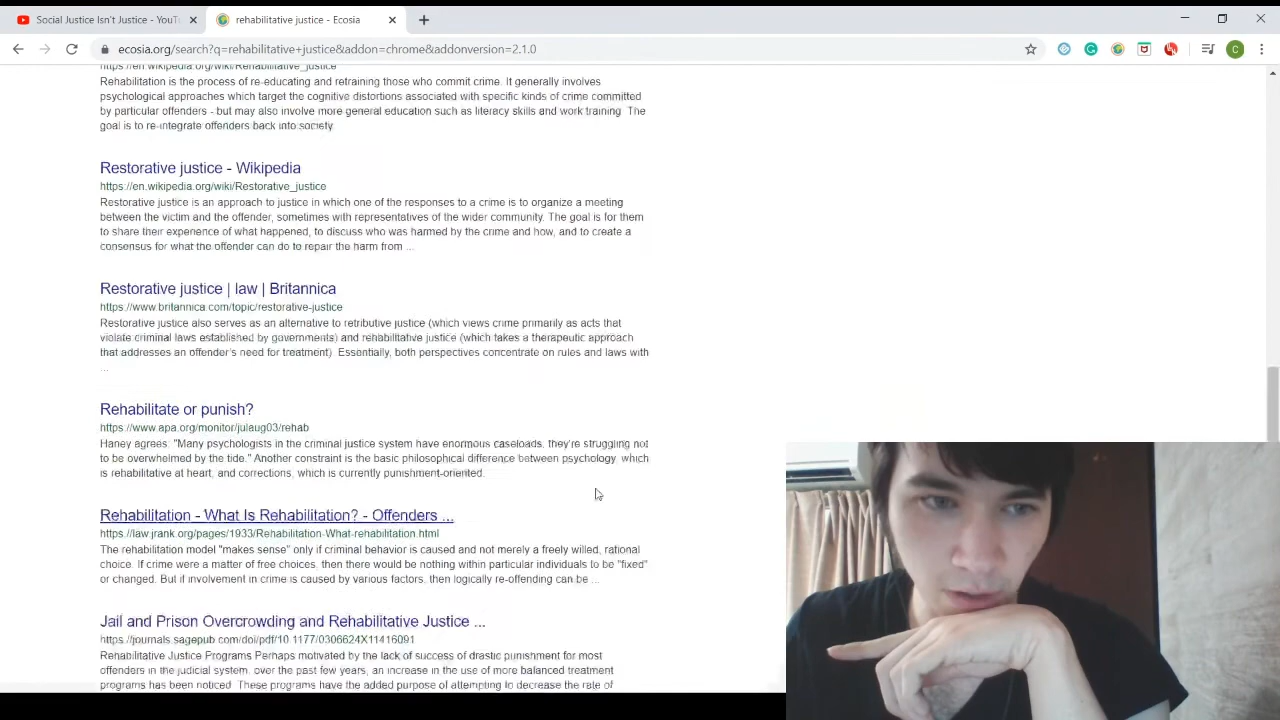 Social Justice Isn't Justice - YouT
rehabilitative justice - Ecosia
ecosia.org/search?q=rehabilitative+justice&addon=chrome&addonversion=2.1.0
C
https://en.wikipedia.org/wiki/Rehabilitative_justice
Rehabilitation is the process of re-educating and retraining those who commit crime. It generally involves
psychological approaches which target the cognitive distortions associated with specific kinds of crime committed
by particular offenders - but may also involve more general education such as literacy skills and work training. The
goal is to re-integrate offenders back into society.
Restorative justice - Wikipedia
https://en.wikipedia.org/wiki/Restorative_justice
Restorative justice is an approach to justice in which one of the responses to a crime is to organize a meeting
between the victim and the offender, sometimes with representatives of the wider community. The goal is for them
to share their experience of what happened, to discuss who was harmed by the crime and how, and to create a
consensus for what the offender can do to repair the harm from ...
Restorative justice | law | Britannica
https://www.britannica.com/topic/restorative-justice
Restorative justice also serves as an alternative to retributive justice (which views crime primarily as acts that
violate criminal laws established by governments) and rehabilitative justice (which takes a therapeutic approach
that addresses an offender's need for treatment). Essentially, both perspectives concentrate on rules and laws with
...
Rehabilitate or punish?
https://www.apa.org/monitor/julaug03/rehab
Haney agrees: "Many psychologists in the criminal justice system have enormous caseloads; they're struggling not
to be overwhelmed by the tide." Another constraint is the basic philosophical difference between psychology, which
is rehabilitative at heart, and corrections, which is currently punishment-oriented.
Rehabilitation - What Is Rehabilitation? - Offenders ...
https://law.jrank.org/pages/1933/Rehabilitation-What-rehabilitation.html
The rehabilitation model "makes sense" only if criminal behavior is caused and not merely a freely willed, rational
choice. If crime were a matter of free choices, then there would be nothing within particular individuals to be "fixed"
or changed. But if involvement in crime is caused by various factors, then logically re-offending can be ...
Jail and Prison Overcrowding and Rehabilitative Justice ...
https://journals.sagepub.com/doi/pdf/10.1177/0306624X11416091
Rehabilitative Justice Programs Perhaps motivated by the lack of success of drastic punishment for most
offenders in the judicial system, over the past few years, an increase in the use of more balanced treatment
programs has been noticed. These programs have the added purpose of attempting to decrease the rate of